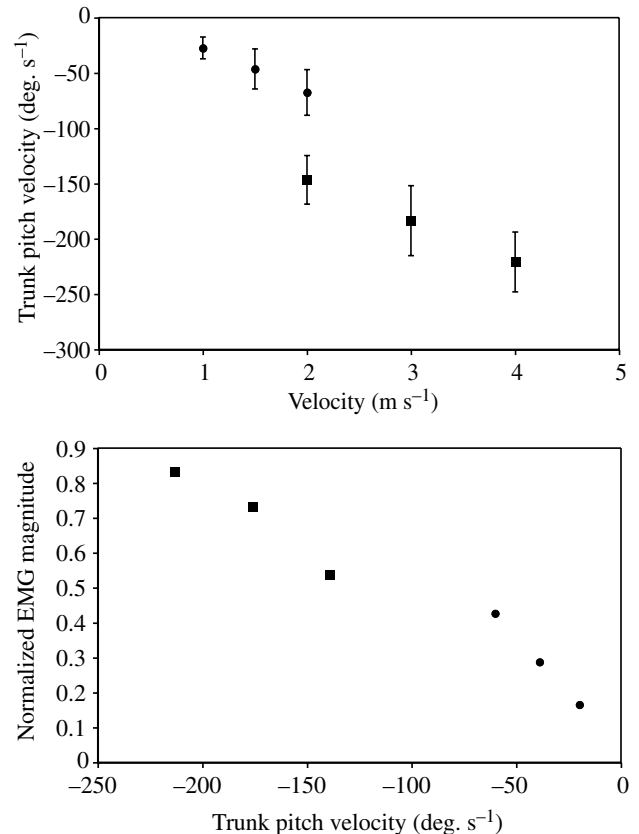 0
–50
–100
–150
–200
–250
–300
Trunk pitch velocity (deg. s–1)
0 1 2 3 4 5
Velocity (m s–1)
0.9
0.8
0.7
0.6
0.5
0.4
0.3
0.2
0.1
0
Normalized EMG magnitude
–250 –200 –150 –100 –50 0
Trunk pitch velocity (deg. s–1)